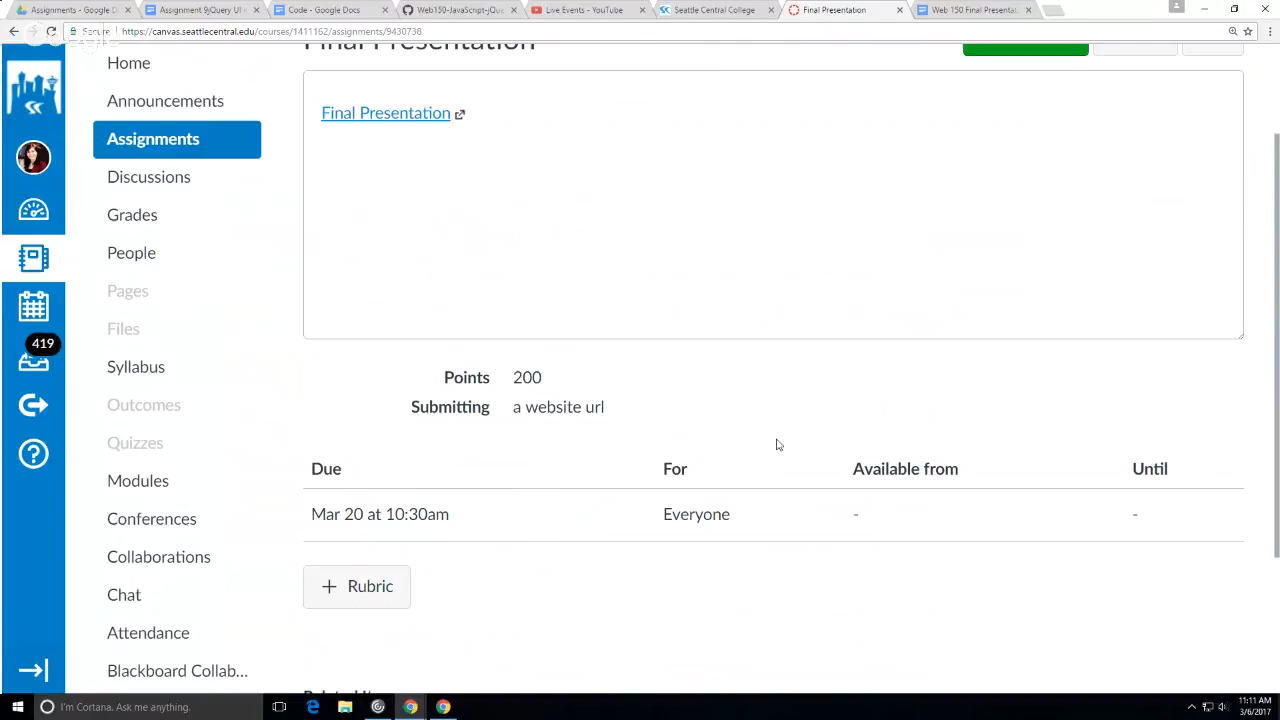 Assignments - Google D
Assignment 9jQuery UI
Code - Google Docs
Web150-JavaScript-jQu
Live Events - YouTube
Seattle Central College
Final Presentation
Web 150 Final Presentat
Secure
https://canvas.seattlecentral.edu/courses/1411162/assignments/9430738
Final Presentation
Home
Announcements
Assignments
Discussions
Grades
People
Pages
Files
Syllabus
Outcomes
Quizzes
Modules
Conferences
Collaborations
Chat
Attendance
Blackboard Collab...
419
Final Presentation
Points 200
Submitting a website url
Due For Available from Until
Mar 20 at 10:30am Everyone - -
+ Rubric
I'm Cortana. Ask me anything.
11:11 AM
3/6/2017